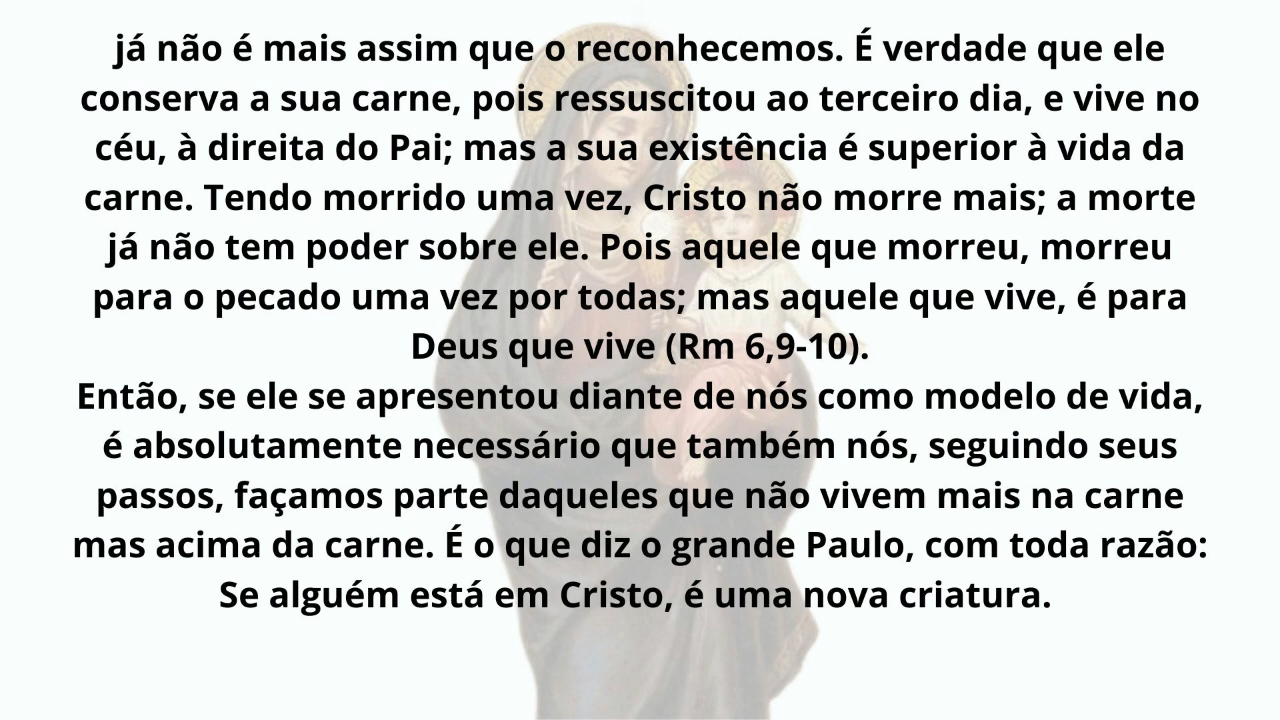 já não é mais assim que o reconhecemos. É verdade que ele
conserva a sua carne, pois ressuscitou ao terceiro dia, e vive no
céu, à direita do Pai; mas a sua existência é superior à vida da
carne. Tendo morrido uma vez, Cristo não morre mais; a morte
já não tem poder sobre ele. Pois aquele que morreu, morreu
para o pecado uma vez por todas; mas aquele que vive, é para
Deus que vive (Rm 6,9-10).
Então, se ele se apresentou diante de nós como modelo de vida,
é absolutamente necessário que também nós, seguindo seus
passos, façamos parte daqueles que não vivem mais na carne
mas acima da carne. É o que diz o grande Paulo, com toda razão:
Se alguém está em Cristo, é uma nova criatura.